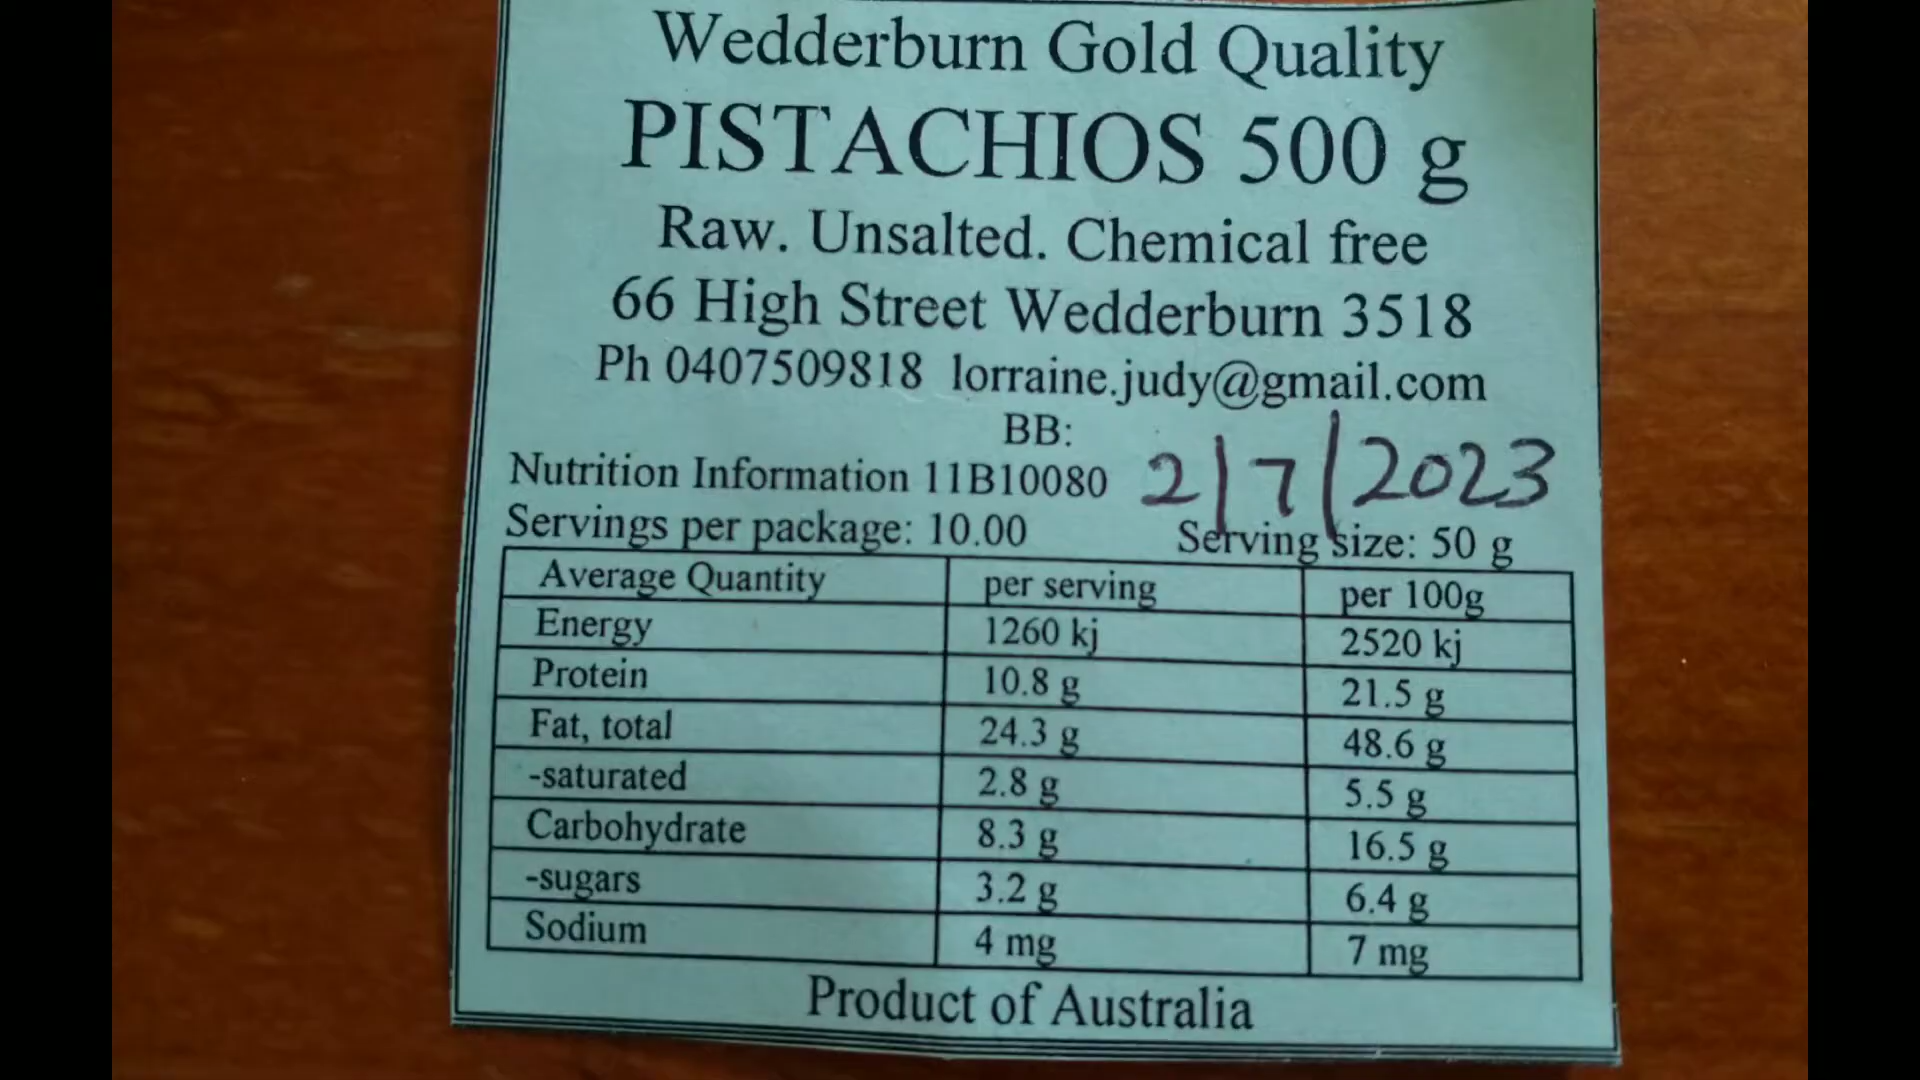 Wedderburn Gold Quality
PISTACHIOS 500 g
Raw. Unsalted. Chemical free
66 High Street Wedderburn 3518
Ph 0407509818 lorraine.judy@gmail.com
BB:
Nutrition Information 11B10080 2/7/2023
Servings per package: 10.00 Serving size: 50 g
Average Quantity per serving per 100g
Energy 1260 kj 2520 kj
Protein 10.8 g 21.5 g
Fat, total 24.3 g 48.6 g
-saturated 2.8 g 5.5 g
Carbohydrate 8.3 g 16.5 g
-sugars 3.2 g 6.4 g
Sodium 4 mg 7 mg
Product of Australia